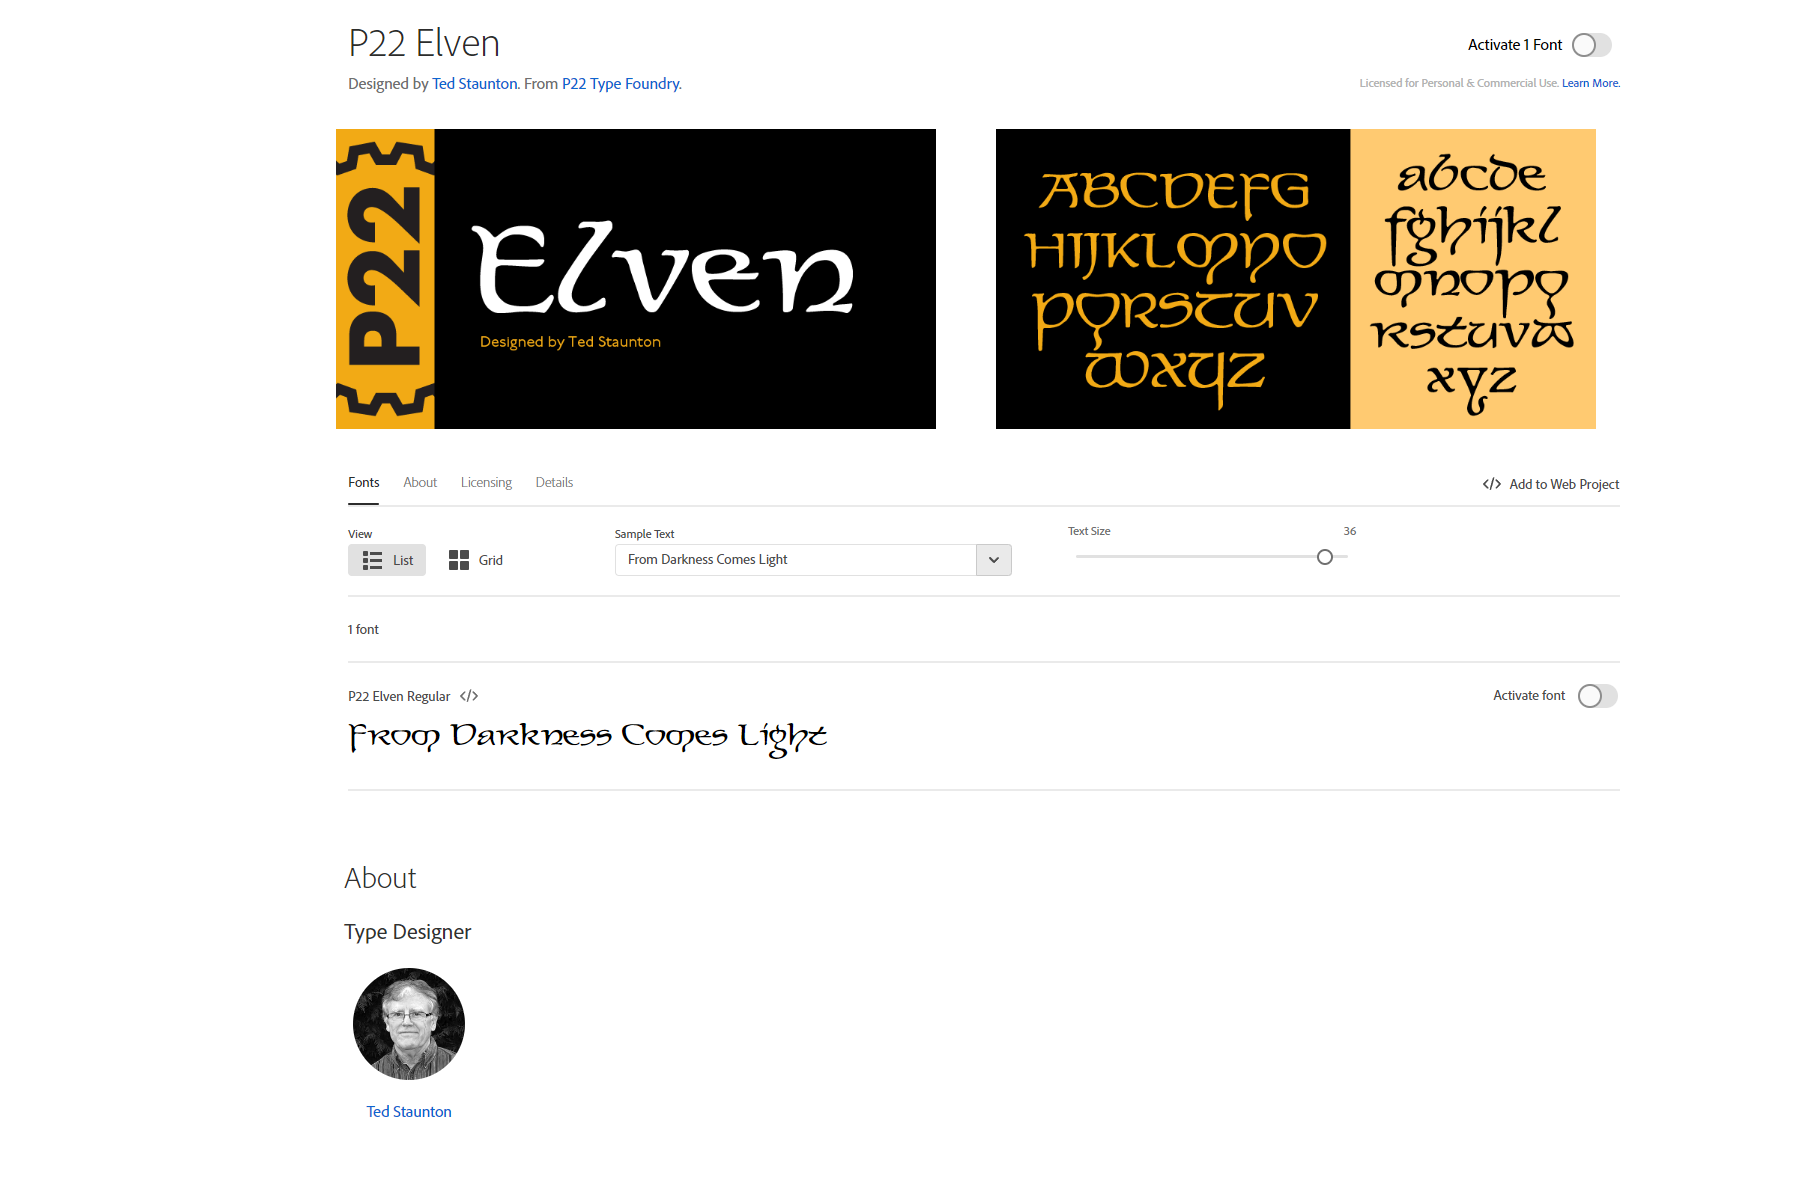 P22 Elven
Activate 1 Font
Designed by Ted Staunton. From P22 Type Foundry.
Licensed for Personal & Commercial Use. Learn More.
P22
Elven
Designed by Ted Staunton
ABCDEFG
HIJKLMNO
PQRSTUV
WXYZ
abcde
fghijkl
mnopq
rstuvw
xyz
Fonts
About
Licensing
Details
</> Add to Web Project
View
List
Grid
Sample Text
From Darkness Comes Light
Text Size
36
1 font
P22 Elven Regular </>
Activate font
From Darkness Comes Light
About
Type Designer
Ted Staunton